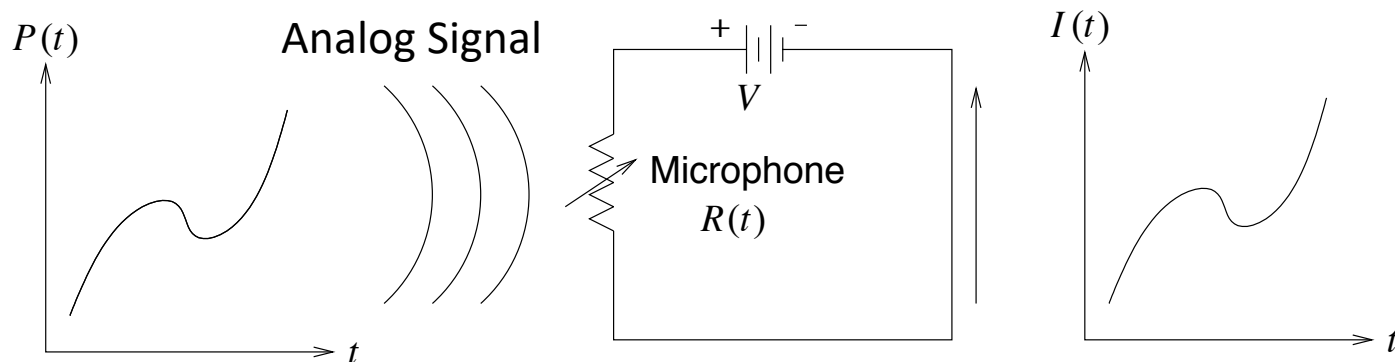 P(t)
Analog Signal
+ −
V
Microphone
R(t)
I(t)
t
t